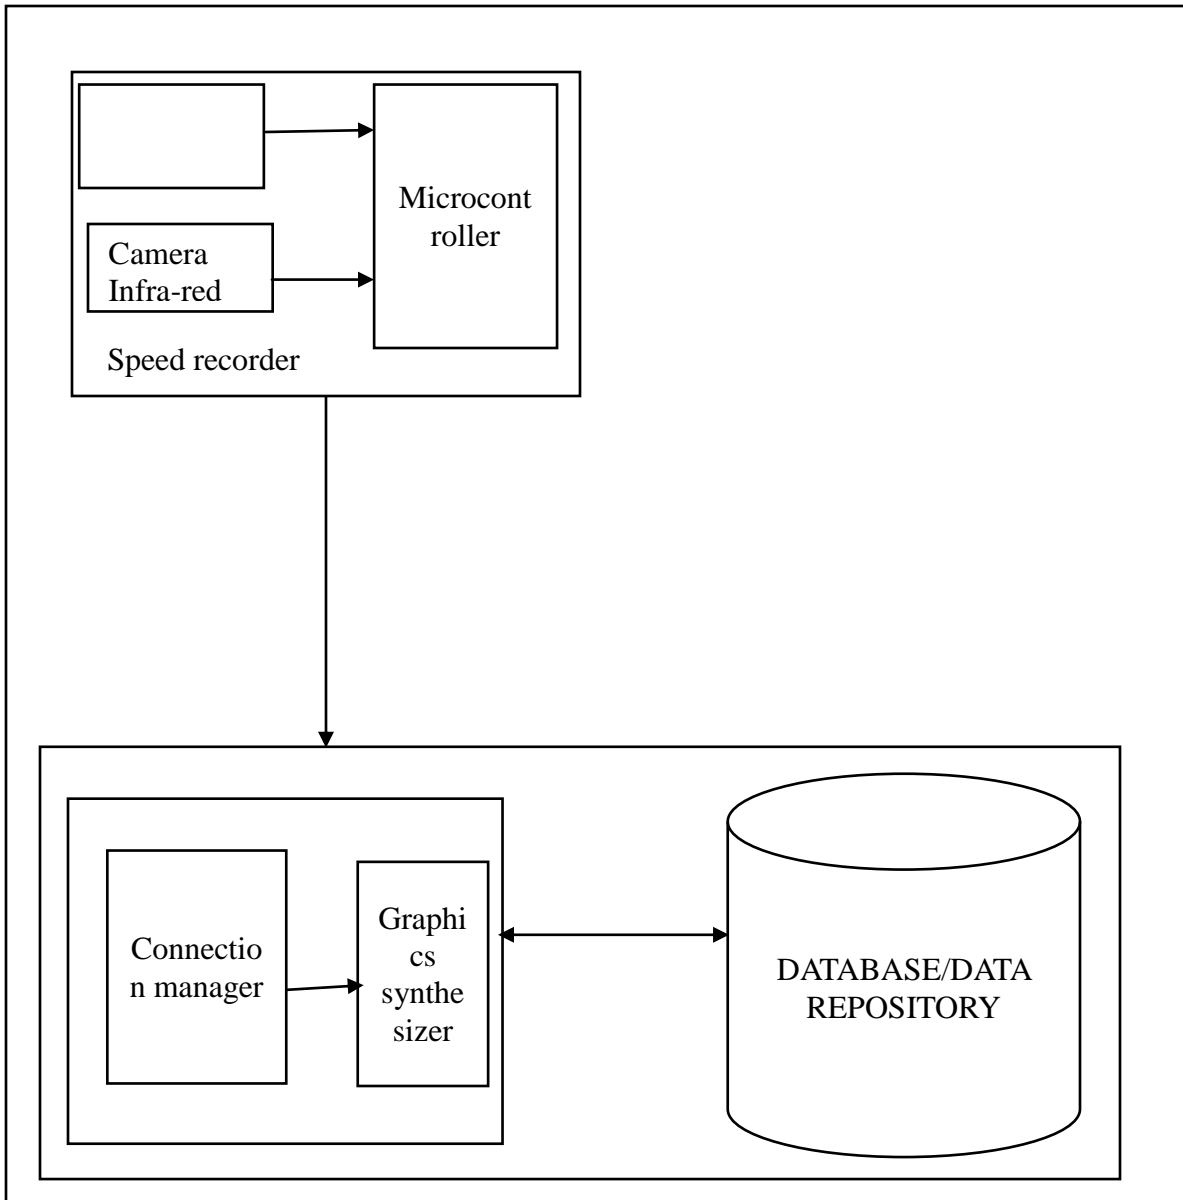 Microcont
roller
Camera
Infra-red
Speed recorder
Connectio
n manager
Graphi
cs
synthe
sizer
DATABASE/DATA
REPOSITORY